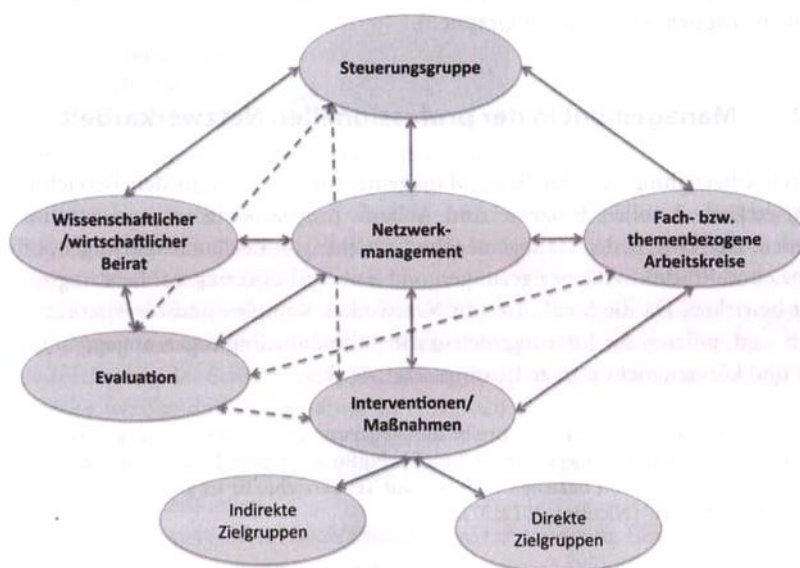 Steuerungsgruppe
Wissenschaftlicher
/wirtschaftlicher
Beirat
Netzwerk-
management
Fach- bzw.
themenbezogene
Arbeitskreise
Evaluation
Interventionen/
Maßnahmen
Indirekte
Zielgruppen
Direkte
Zielgruppen